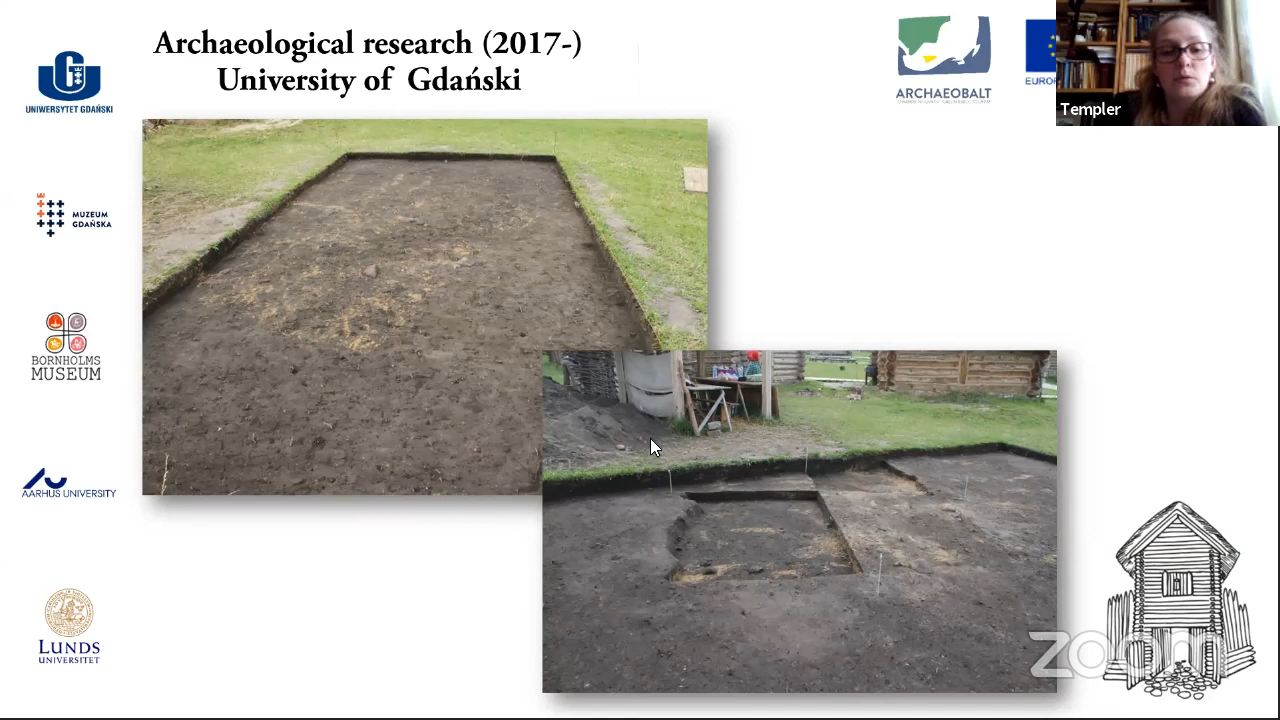 Archaeological research (2017-)
University of Gdański
UNIWERSYTET GDAŃSKI
MUZEUM
GDAŃSKA
BORNHOLMS
MUSEUM
AARHUS UNIVERSITY
LUNDS
UNIVERSITET
ARCHAEOBALT
EUROP
Templer
zoom